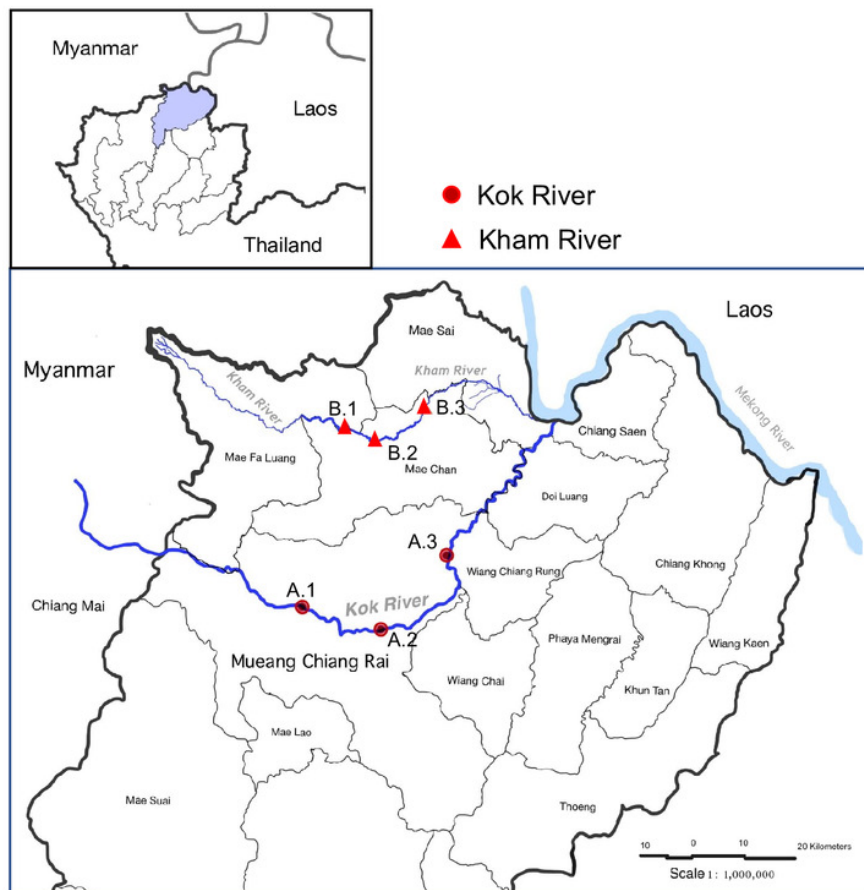 Myanmar
Laos
Thailand
Kok River
Kham River
Laos
Mae Sai
Myanmar
Kham River
Kham River
Mekong River
B.1
B.3
B.2
Chiang Saen
Mae Fa Luang
Mae Chan
Doi Luang
A.3
Chiang Khong
Wiang Chiang Rung
A.1
Chiang Mai
Kok River
A.2
Phaya Mengrai
Wiang Kaen
Mueang Chiang Rai
Wiang Chai
Khun Tan
Mae Lao
Mae Suai
Thoeng
10 0 10 20 Kilometers
Scale 1: 1,000,000